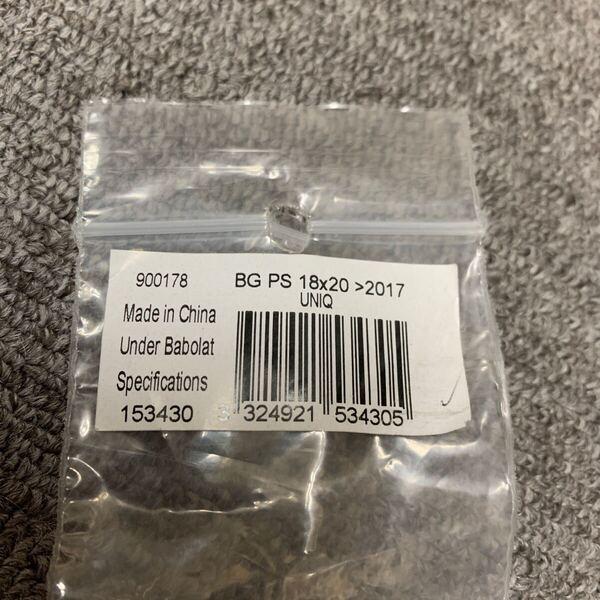 900178
BG PS 18x20 >2017
UNIQ
Made in China
Under Babolat
Specifications
153430
3 324921 534305